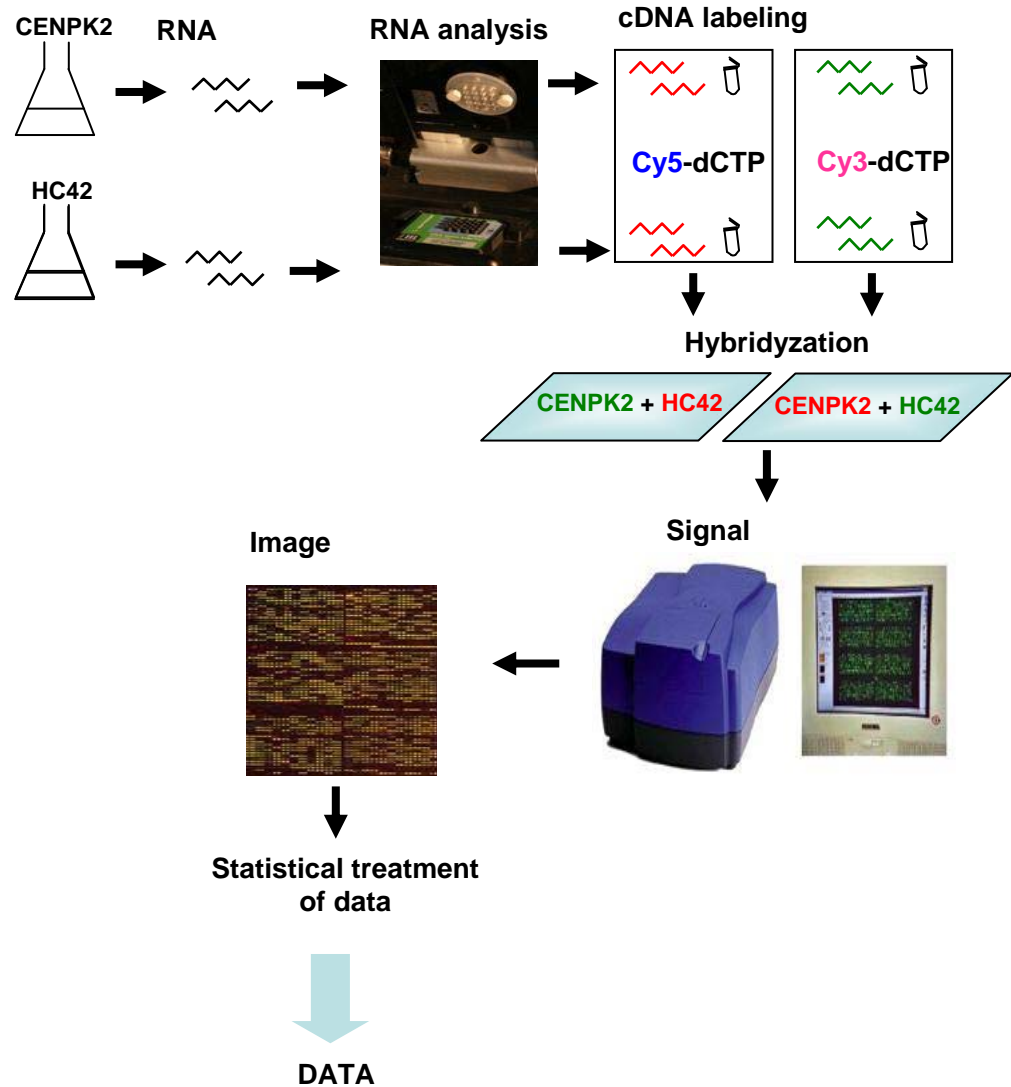 CENPK2
RNA
RNA analysis
cDNA labeling
Cy5-dCTP
Cy3-dCTP
HC42
Hybridyzation
CENPK2 + HC42
CENPK2 + HC42
Signal
Image
Statistical treatment
of data
DATA